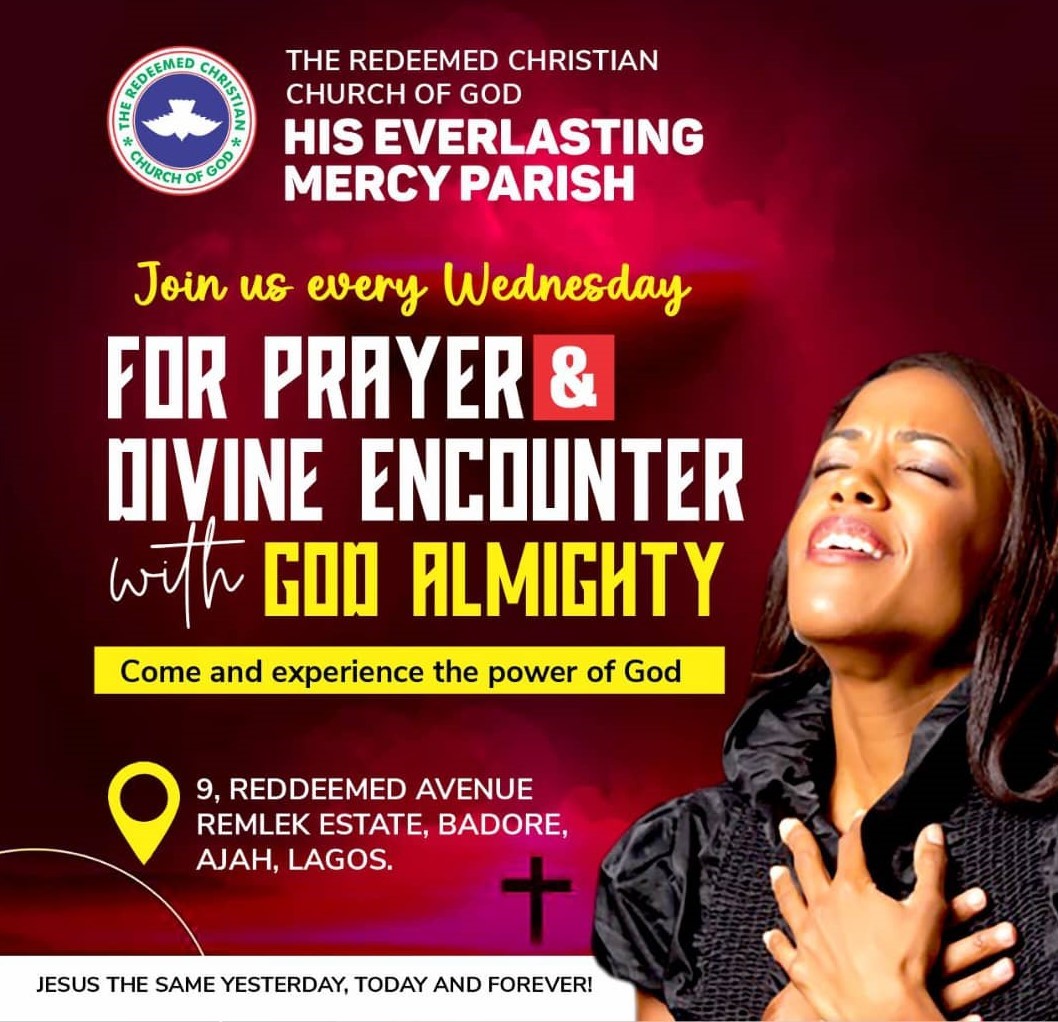 THE REDEEMED CHRISTIAN
* CHURCH OF GOD *
THE REDEEMED CHRISTIAN
CHURCH OF GOD
HIS EVERLASTING
MERCY PARISH
Join us every Wednesday
FOR PRAYER &
DIVINE ENCOUNTER
with GOD ALMIGHTY
Come and experience the power of God
9, REDDEEMED AVENUE
REMLEK ESTATE, BADORE,
AJAH, LAGOS.
JESUS THE SAME YESTERDAY, TODAY AND FOREVER!